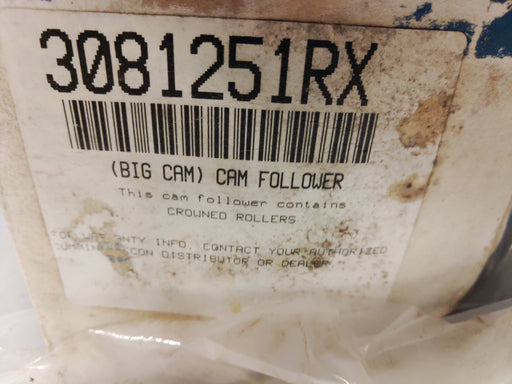 3081251RX
(BIG CAM) CAM FOLLOWER
This cam follower contains
CROWNED ROLLERS
INFO, CONTACT YOUR AUTHORIZED
DISTRIBUTOR OR DEALER